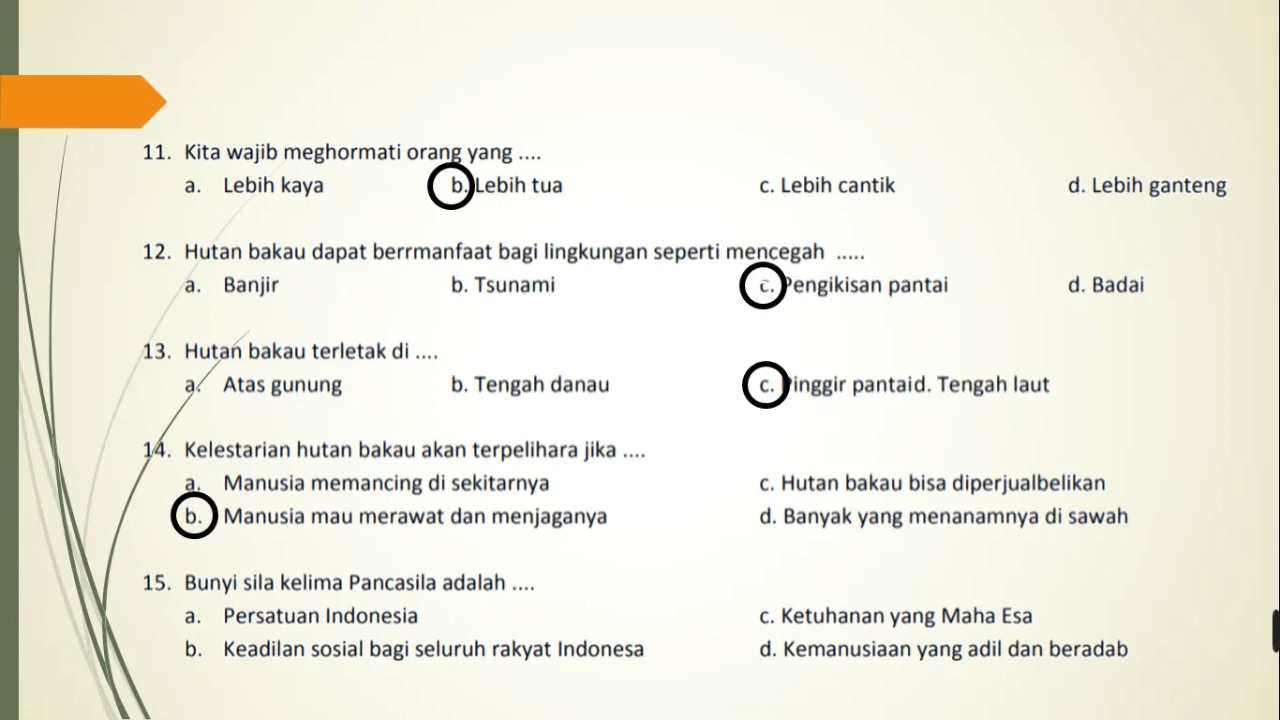 11. Kita wajib meghormati orang yang ....
a. Lebih kaya b. Lebih tua c. Lebih cantik d. Lebih ganteng
12. Hutan bakau dapat berrmanfaat bagi lingkungan seperti mencegah .....
a. Banjir b. Tsunami c. Pengikisan pantai d. Badai
13. Hutan bakau terletak di ....
a. Atas gunung b. Tengah danau c. Pinggir pantaid. Tengah laut
14. Kelestarian hutan bakau akan terpelihara jika ....
a. Manusia memancing di sekitarnya c. Hutan bakau bisa diperjualbelikan
b. Manusia mau merawat dan menjaganya d. Banyak yang menanamnya di sawah
15. Bunyi sila kelima Pancasila adalah ....
a. Persatuan Indonesia c. Ketuhanan yang Maha Esa
b. Keadilan sosial bagi seluruh rakyat Indonesa d. Kemanusiaan yang adil dan beradab